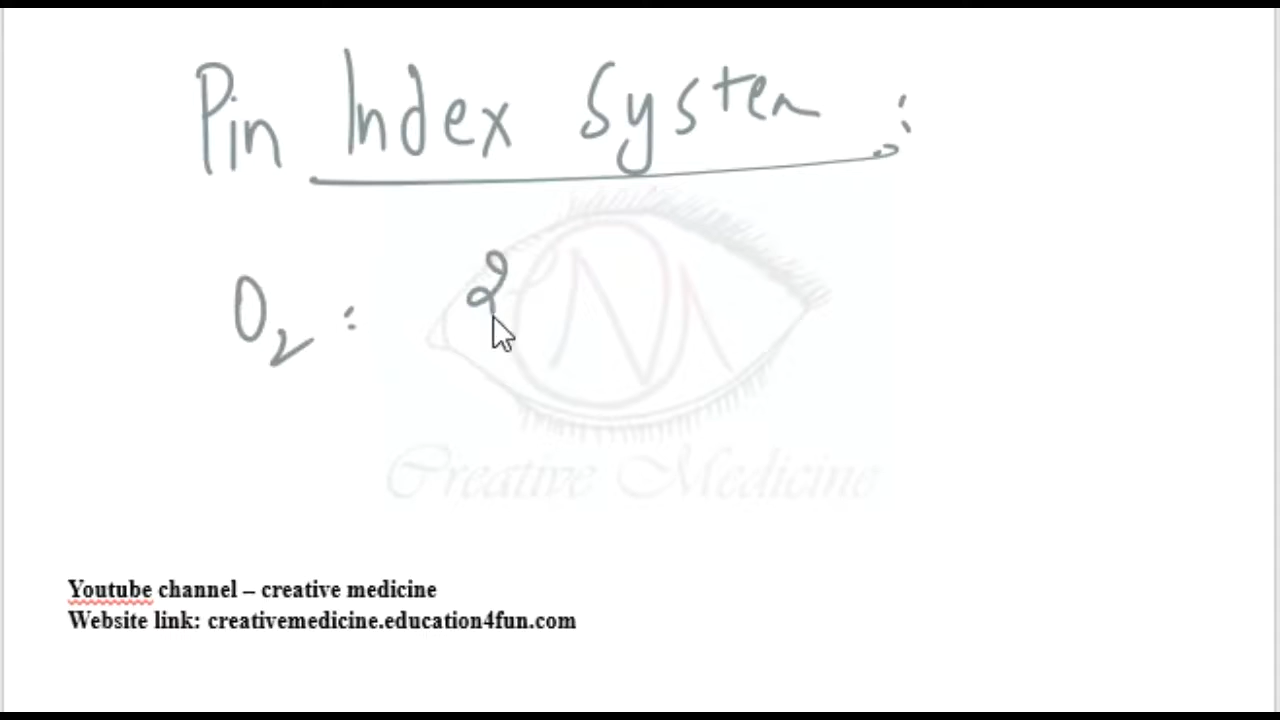 Pin Index System :
O2 : 2
Creative Medicine
Youtube channel – creative medicine
Website link: creativemedicine.education4fun.com